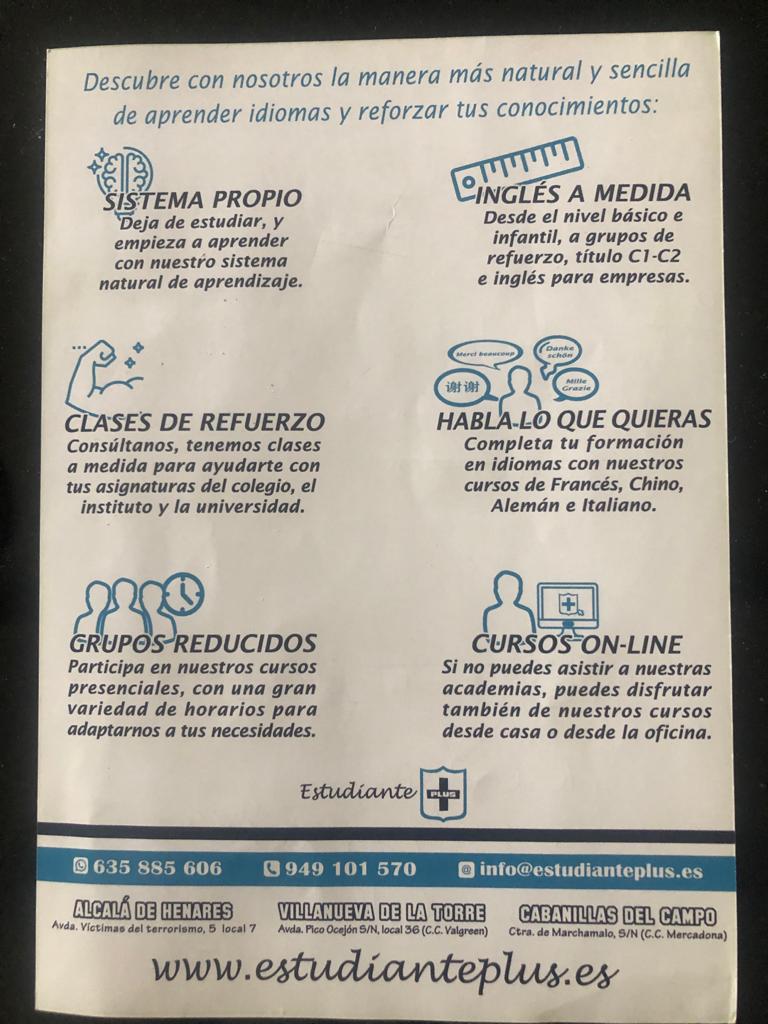 Descubre con nosotros la manera más natural y sencilla
de aprender idiomas y reforzar tus conocimientos:
SISTEMA PROPIO
Deja de estudiar, y
empieza a aprender
con nuestro sistema
natural de aprendizaje.
INGLÉS A MEDIDA
Desde el nivel básico e
infantil, a grupos de
refuerzo, título C1-C2
e inglés para empresas.
CLASES DE REFUERZO
Consúltanos, tenemos clases
a medida para ayudarte con
tus asignaturas del colegio, el
instituto y la universidad.
Merci beaucoup
Danke
schön
谢谢
Mille
Grazie
HABLA LO QUE QUIERAS
Completa tu formación
en idiomas con nuestros
cursos de Francés, Chino,
Alemán e Italiano.
GRUPOS REDUCIDOS
Participa en nuestros cursos
presenciales, con una gran
variedad de horarios para
adaptarnos a tus necesidades.
CURSOS ON-LINE
Si no puedes asistir a nuestras
academias, puedes disfrutar
también de nuestros cursos
desde casa o desde la oficina.
Estudiante PLUS
635 885 606 949 101 570 @ info@estudianteplus.es
ALCALÁ DE HENARES
Avda. Víctimas del terrorismo, 5 local 7
VILLANUEVA DE LA TORRE
Avda. Pico Ocejón S/N, local 36 (C.C. Valgreen)
CABANILLAS DEL CAMPO
Ctra. de Marchamalo, S/N (C.C. Mercadona)
www.estudianteplus.es